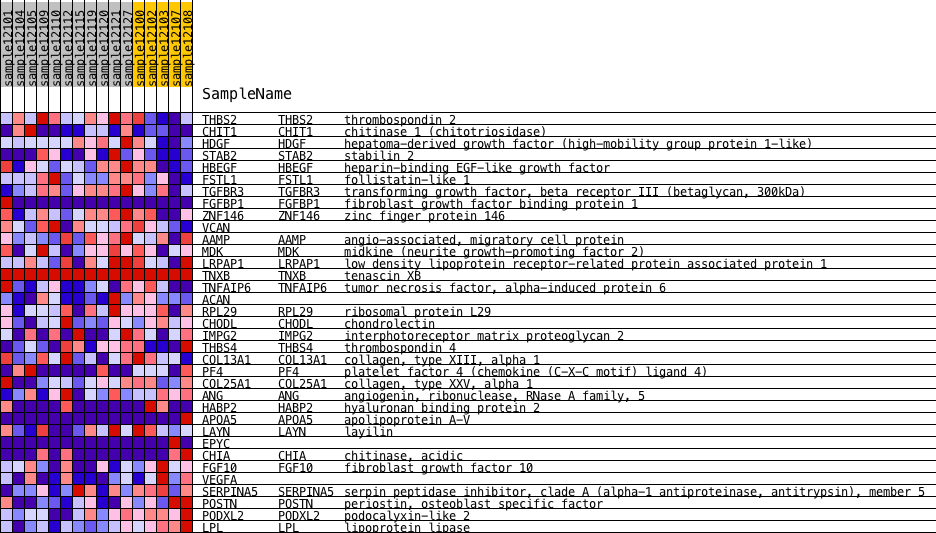 sample12101
sample12104
sample12105
sample12109
sample12110
sample12112
sample12115
sample12119
sample12120
sample12121
sample12127
sample12100
sample12102
sample12103
sample12107
sample12108
SampleName
THBS2 THBS2 thrombospondin 2
CHIT1 CHIT1 chitinase 1 (chitotriosidase)
HDGF HDGF hepatoma-derived growth factor (high-mobility group protein 1-like)
STAB2 STAB2 stabilin 2
HBEGF HBEGF heparin-binding EGF-like growth factor
FSTL1 FSTL1 follistatin-like 1
TGFBR3 TGFBR3 transforming growth factor, beta receptor III (betaglycan, 300kDa)
FGFBP1 FGFBP1 fibroblast growth factor binding protein 1
ZNF146 ZNF146 zinc finger protein 146
VCAN
AAMP AAMP angio-associated, migratory cell protein
MDK MDK midkine (neurite growth-promoting factor 2)
LRPAP1 LRPAP1 low density lipoprotein receptor-related protein associated protein 1
TNXB TNXB tenascin XB
TNFAIP6 TNFAIP6 tumor necrosis factor, alpha-induced protein 6
ACAN
RPL29 RPL29 ribosomal protein L29
CHODL CHODL chondrolectin
IMPG2 IMPG2 interphotoreceptor matrix proteoglycan 2
THBS4 THBS4 thrombospondin 4
COL13A1 COL13A1 collagen, type XIII, alpha 1
PF4 PF4 platelet factor 4 (chemokine (C-X-C motif) ligand 4)
COL25A1 COL25A1 collagen, type XXV, alpha 1
ANG ANG angiogenin, ribonuclease, RNase A family, 5
HABP2 HABP2 hyaluronan binding protein 2
APOA5 APOA5 apolipoprotein A-V
LAYN LAYN layilin
EPYC
CHIA CHIA chitinase, acidic
FGF10 FGF10 fibroblast growth factor 10
VEGFA
SERPINA5 SERPINA5 serpin peptidase inhibitor, clade A (alpha-1 antiproteinase, antitrypsin), member 5
POSTN POSTN periostin, osteoblast specific factor
PODXL2 PODXL2 podocalyxin-like 2
LPL LPL lipoprotein lipase